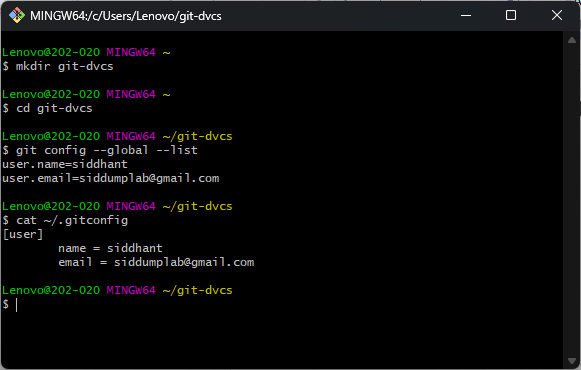 MINGW64:/c/Users/Lenovo/git-dvcs
Lenovo@202-020 MINGW64 ~
$ mkdir git-dvcs
Lenovo@202-020 MINGW64 ~
$ cd git-dvcs
Lenovo@202-020 MINGW64 ~/git-dvcs
$ git config --global --list
user.name=siddhant
user.email=siddumplab@gmail.com
Lenovo@202-020 MINGW64 ~/git-dvcs
$ cat ~/.gitconfig
[user]
        name = siddhant
        email = siddumplab@gmail.com
Lenovo@202-020 MINGW64 ~/git-dvcs
$